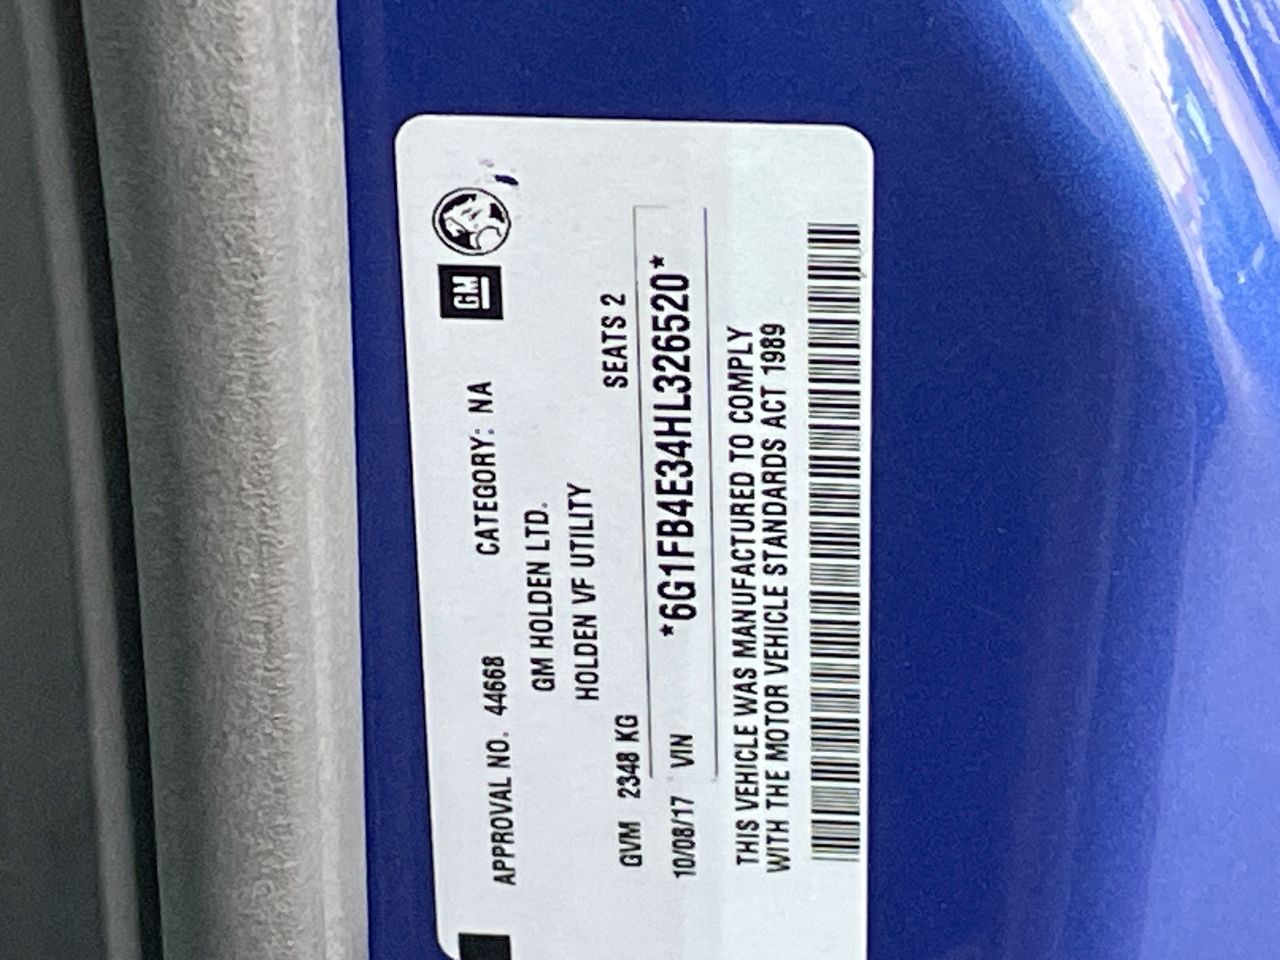 GM
APPROVAL NO. 44668 CATEGORY: NA
GM HOLDEN LTD.
HOLDEN VF UTILITY
GVM 2348 KG SEATS 2
10/08/17 VIN *6G1FB4E34HL326520*
THIS VEHICLE WAS MANUFACTURED TO COMPLY
WITH THE MOTOR VEHICLE STANDARDS ACT 1989